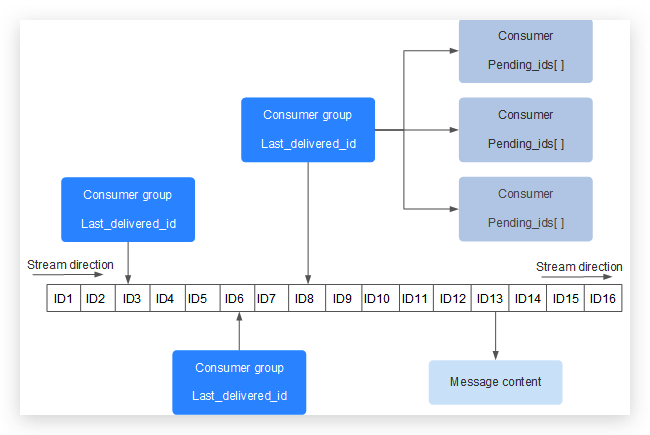 Consumer
Pending_ids[ ]
Consumer group
Last_delivered_id
Consumer
Pending_ids[ ]
Consumer group
Last_delivered_id
Consumer
Pending_ids[ ]
Stream direction
Stream direction
ID1 ID2 ID3 ID4 ID5 ID6 ID7 ID8 ID9 ID10 ID11 ID12 ID13 ID14 ID15 ID16
Consumer group
Last_delivered_id
Message content